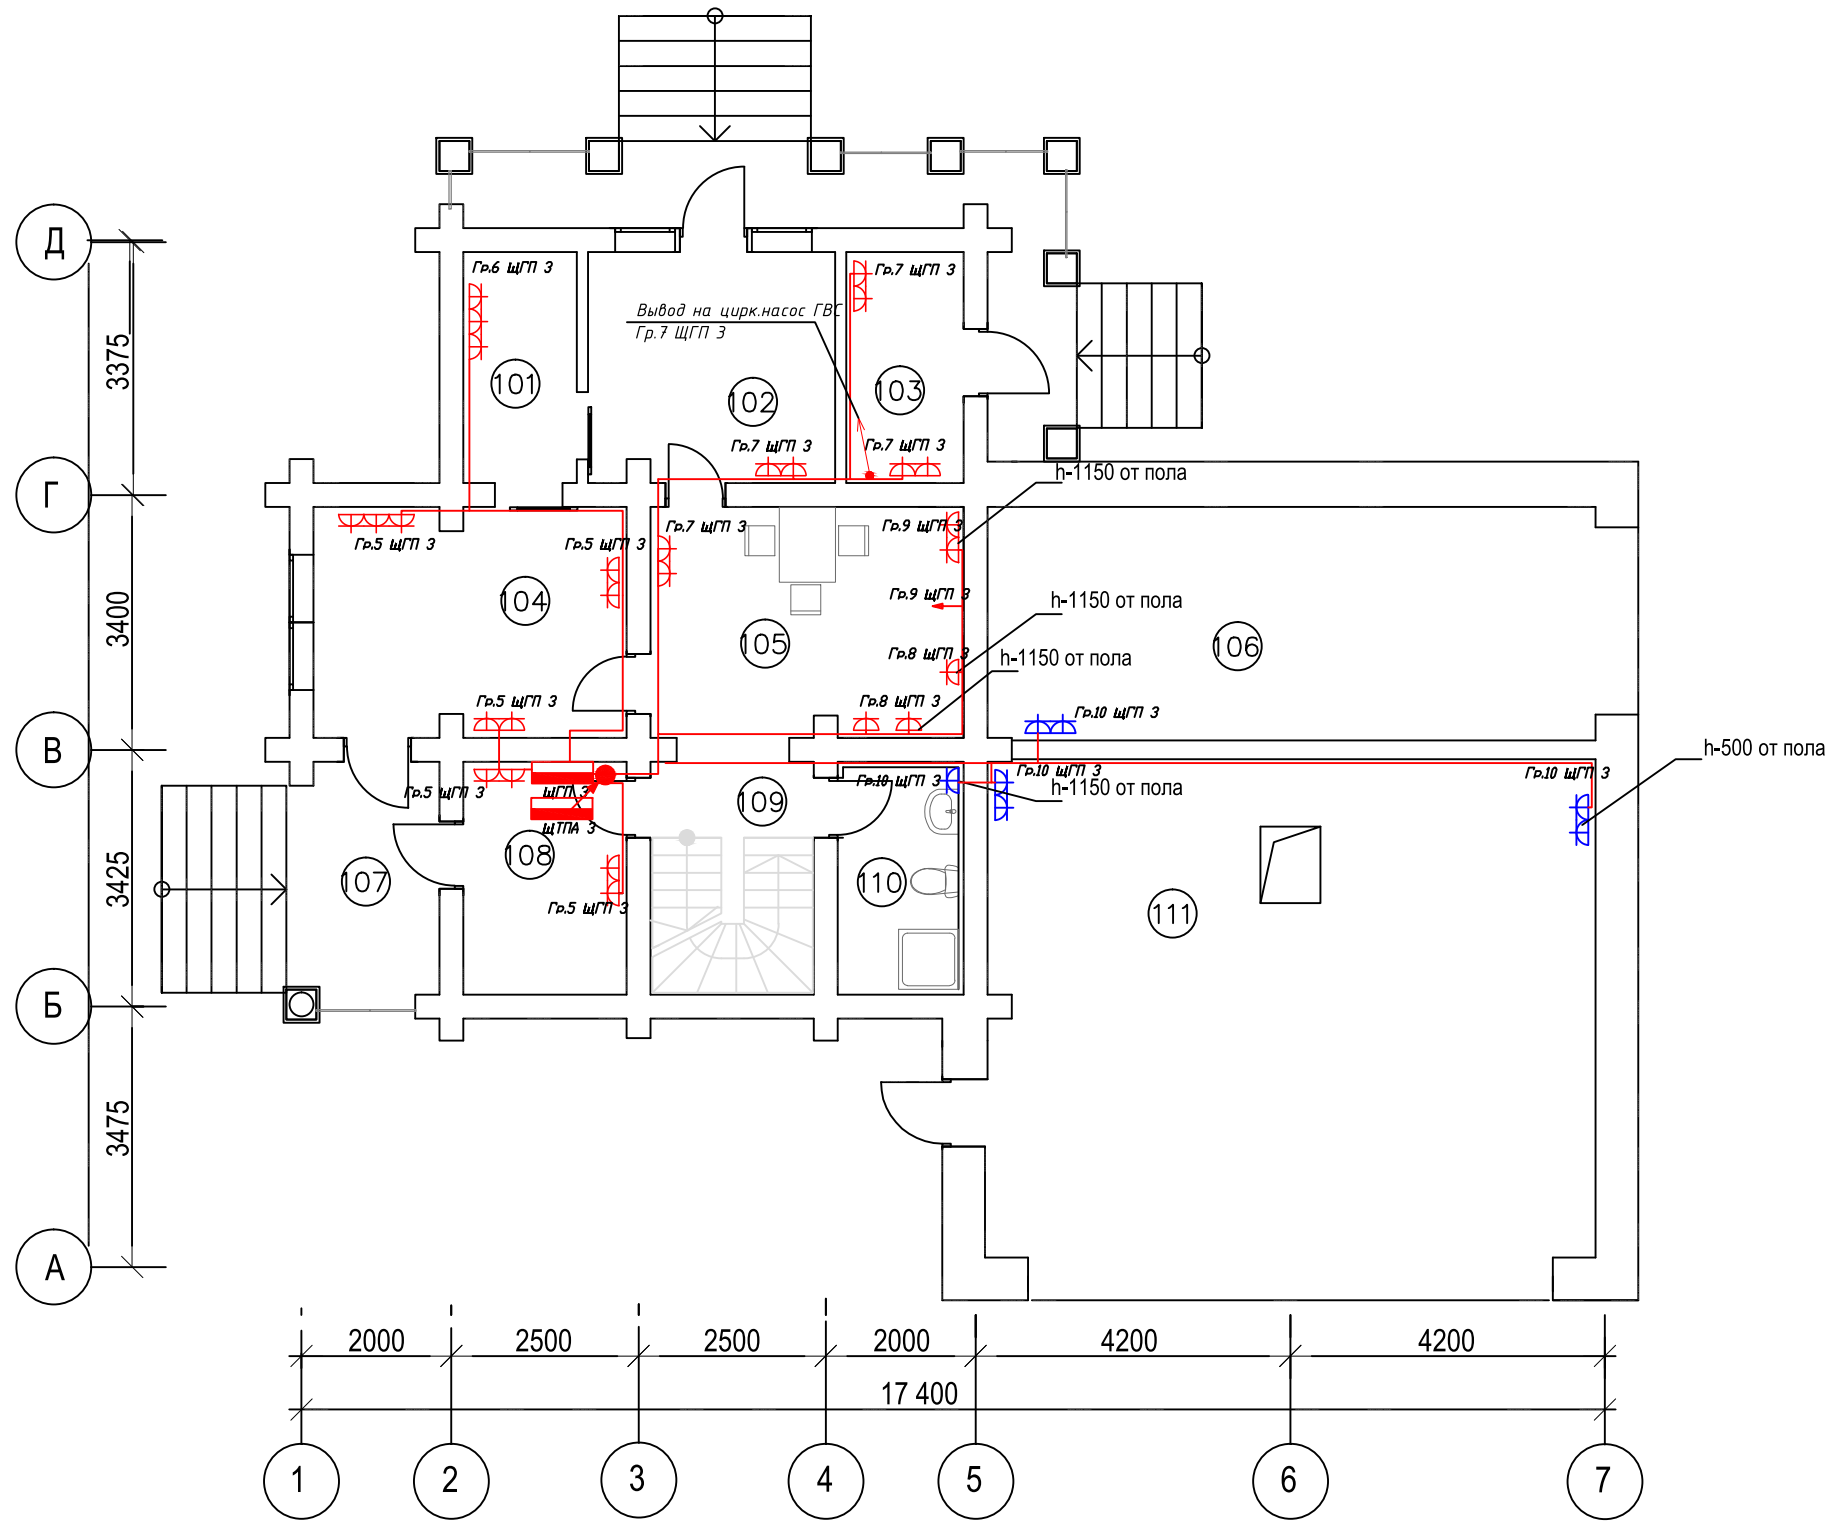 Д
Гр.6 ЩГП 3
Гр.7 ЩГП 3
Вывод на цирк.насос ГВС
Гр.7 ЩГП 3
3375
101
102
103
Гр.7 ЩГП 3
Гр.7 ЩГП 3
h-1150 от пола
Г
Гр.5 ЩГП 3
Гр.5 ЩГП 3
Гр.7 ЩГП 3
Гр.9 ЩГП 3
3400
104
Гр.9 ЩГП 3
h-1150 от пола
105
106
Гр.8 ЩГП 3
h-1150 от пола
Гр.5 ЩГП 3
Гр.8 ЩГП 3
Гр.10 ЩГП 3
В
h-500 от пола
Гр.5 ЩГП 3
ЩГП 3
Гр.10 ЩГП 3
Гр.10 ЩГП 3
Гр.10 ЩГП 3
h-1150 от пола
109
ЩТПА 3
108
3425
107
110
Гр.5 ЩГП 3
111
Б
3475
А
2000
2500
2500
2000
4200
4200
17 400
1
2
3
4
5
6
7